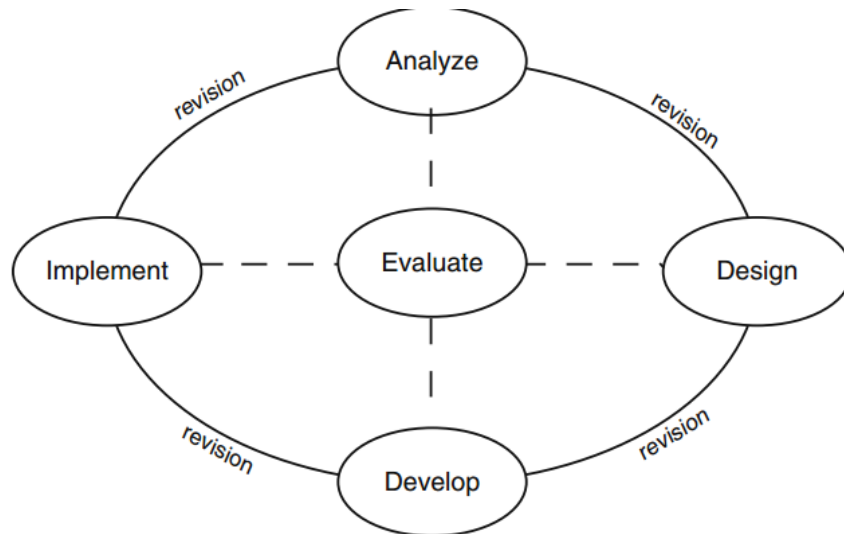 Analyze
revision
revision
Implement
Evaluate
Design
revision
revision
Develop